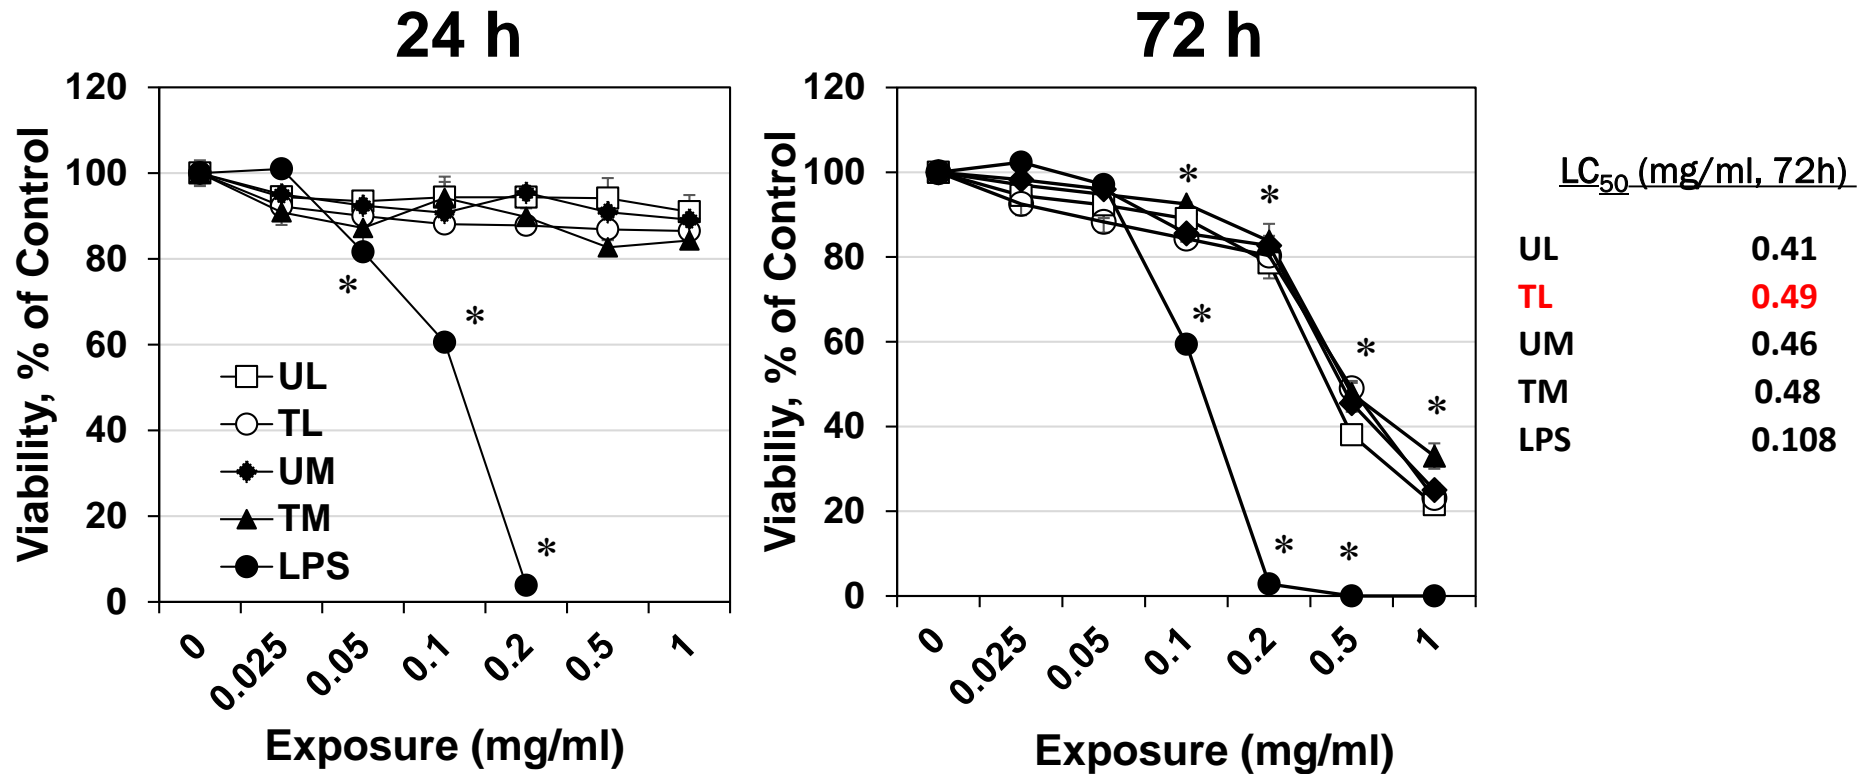 24 h
Viability, % of Control
120
100
80
60
40
20
0
*
*
*
UL
TL
UM
TM
LPS
0
0.025
0.05
0.1
0.2
0.5
1
Exposure (mg/ml)
72 h
Viabiliy, % of Control
120
100
80
60
40
20
0
*
*
*
*
*
*
*
0
0.025
0.05
0.1
0.2
0.5
1
Exposure (mg/ml)
LC50 (mg/ml, 72h)
UL 0.41
TL 0.49
UM 0.46
TM 0.48
LPS 0.108